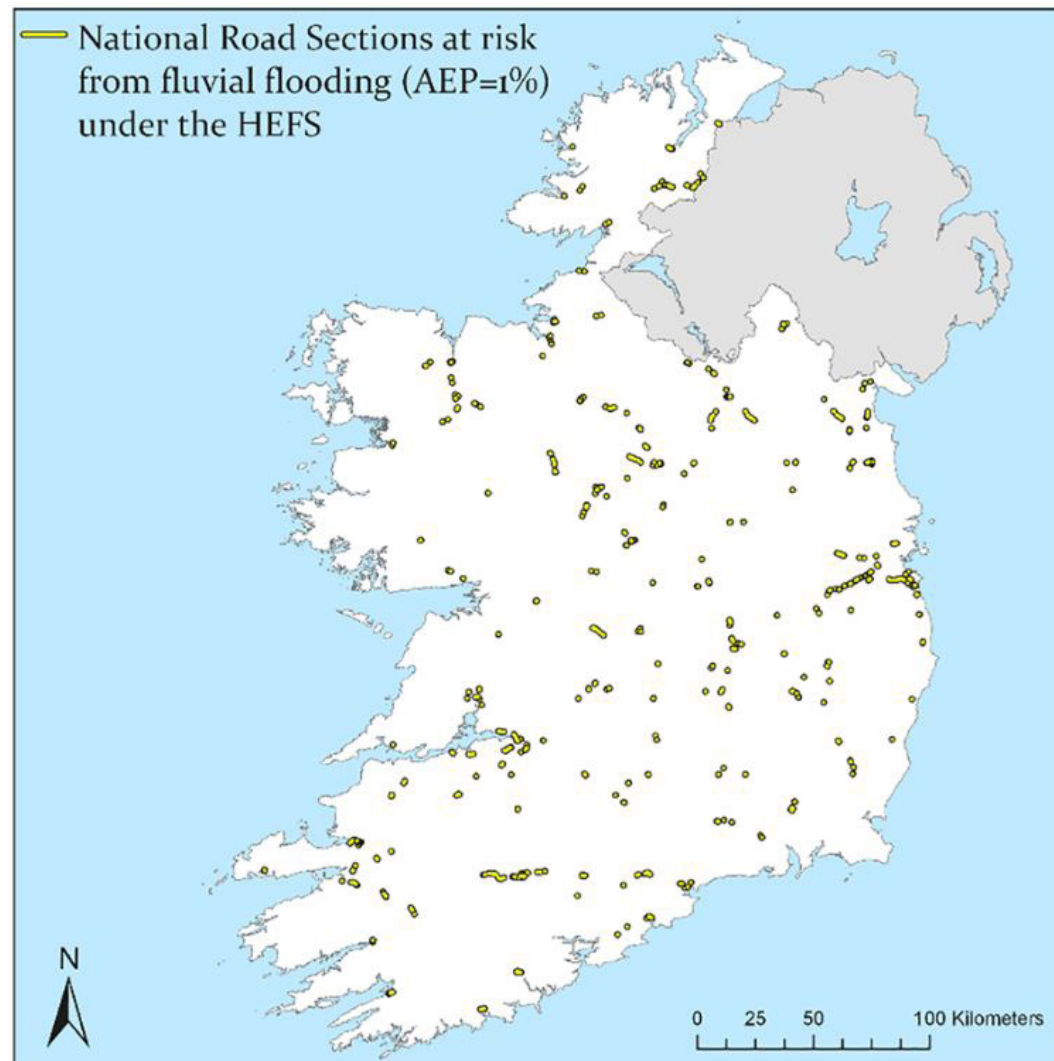 National Road Sections at risk
from fluvial flooding (AEP=1%)
under the HEFS
N
0 25 50 100 Kilometers